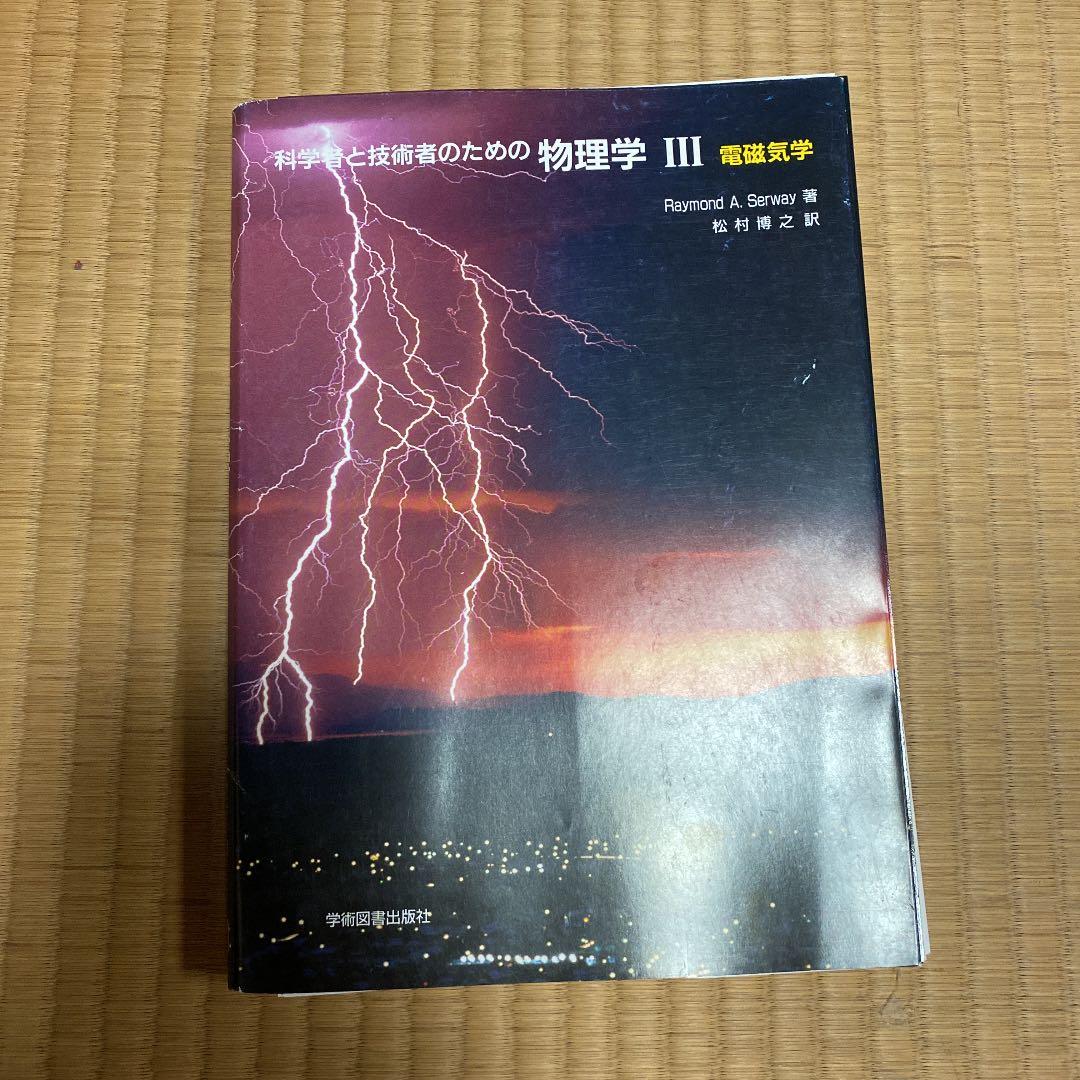 科学者と技術者のための 物理学 III 電磁気学
Raymond A. Serway 著
松村博之 訳
学術図書出版社